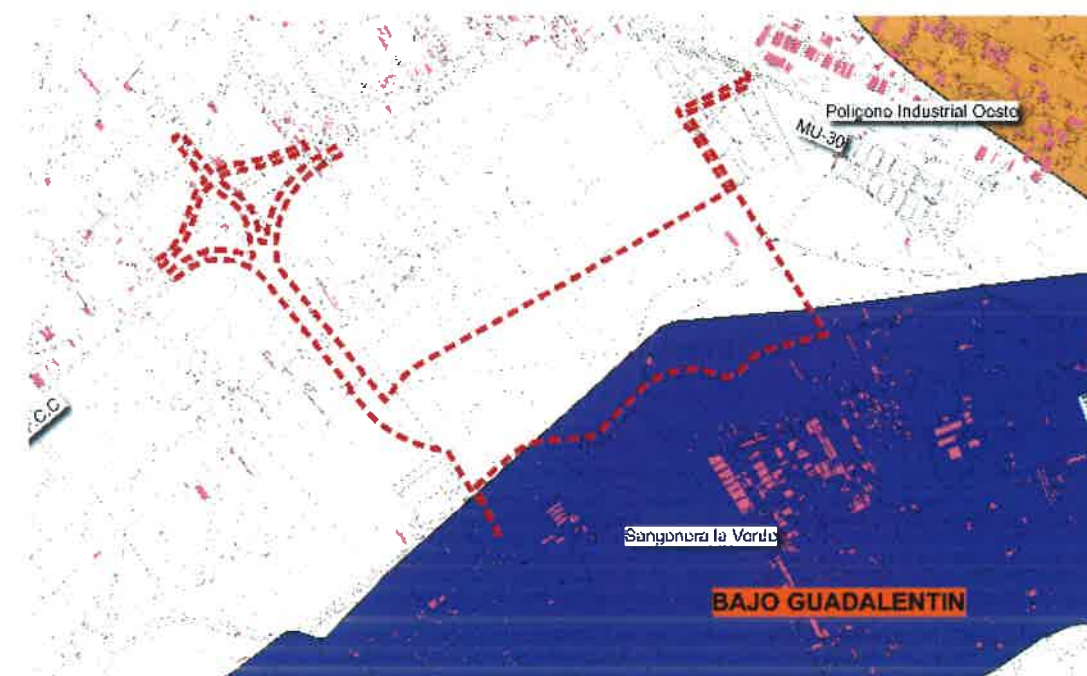 Polígono Industrial Oeste
MU-30
.C.C
Sangonera la Verde
BAJO GUADALENTIN